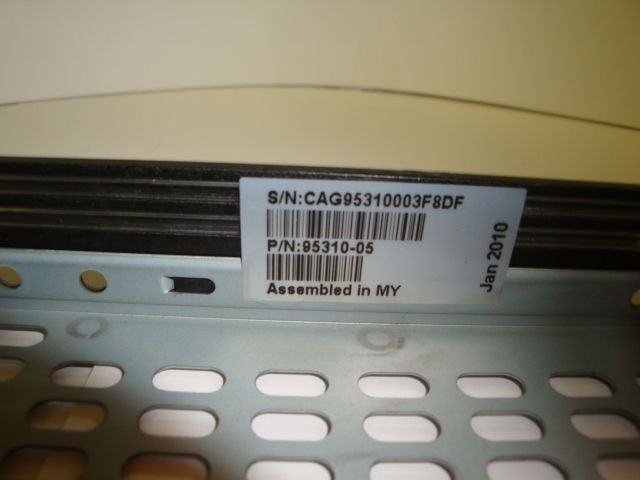 S/N:CAG95310003F8DF
P/N:95310-05
Assembled in MY
Jan 2010